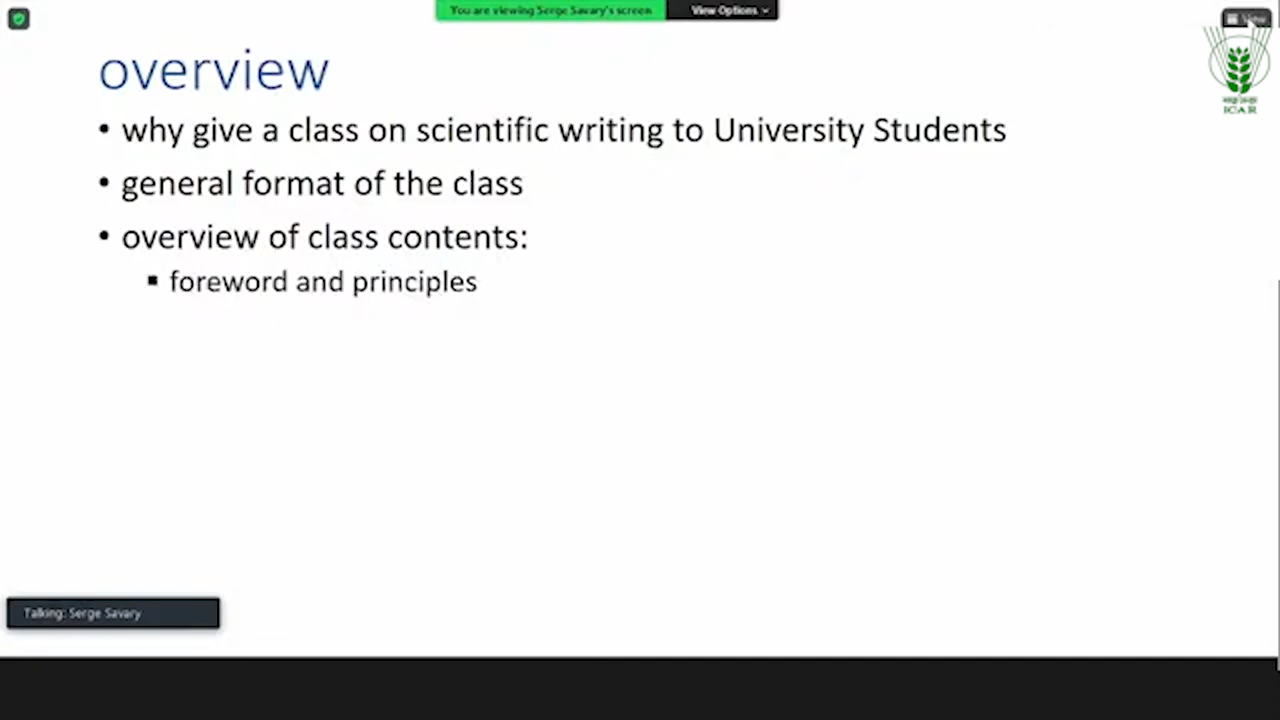 You are viewing Serge Savary's screen
View Options
View
overview
• why give a class on scientific writing to University Students
• general format of the class
• overview of class contents:
▪ foreword and principles
ICAR
Talking: Serge Savary